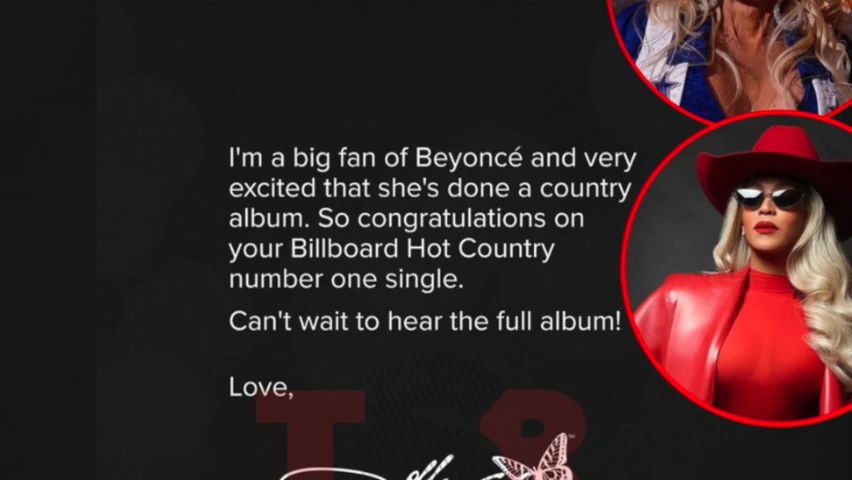 I'm a big fan of Beyoncé and very
excited that she's done a country
album. So congratulations on
your Billboard Hot Country
number one single.
Can't wait to hear the full album!
Love,
T 8